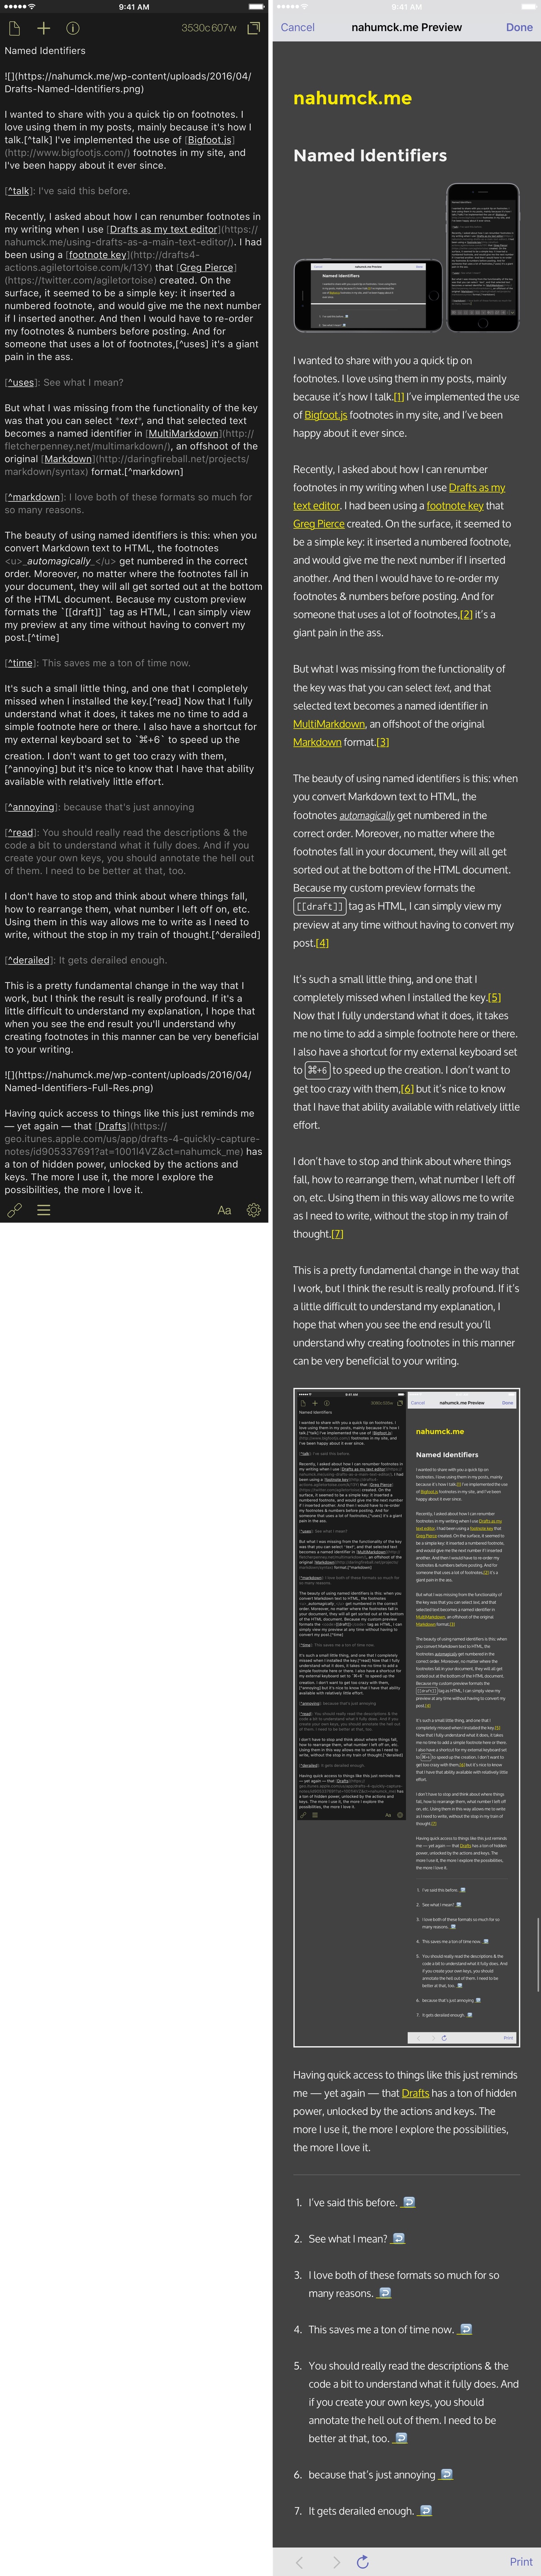 9:41 AM
3530c 607w
Named Identifiers
![](https://nahumck.me/wp-content/uploads/2016/04/
Drafts-Named-Identifiers.png)
I wanted to share with you a quick tip on footnotes. I
love using them in my posts, mainly because it's how I
talk.[^talk] I've implemented the use of [Bigfoot.js]
(http://www.bigfootjs.com/) footnotes in my site, and
I've been happy about it ever since.
[^talk]: I've said this before.
Recently, I asked about how I can renumber footnotes in
my writing when I use [Drafts as my text editor](https://
nahumck.me/using-drafts-as-a-main-text-editor/). I had
been using a [footnote key](http://drafts4-
actions.agiletortoise.com/k/13Y) that [Greg Pierce]
(https://twitter.com/agiletortoise) created. On the
surface, it seemed to be a simple key: it inserted a
numbered footnote, and would give me the next number
if I inserted another. And then I would have to re-order
my footnotes & numbers before posting. And for
someone that uses a lot of footnotes,[^uses] it's a giant
pain in the ass.
[^uses]: See what I mean?
But what I was missing from the functionality of the key
was that you can select *text*, and that selected text
becomes a named identifier in [MultiMarkdown](http://
fletcherpenney.net/multimarkdown/), an offshoot of the
original [Markdown](http://daringfireball.net/projects/
markdown/syntax) format.[^markdown]
[^markdown]: I love both of these formats so much for
so many reasons.
The beauty of using named identifiers is this: when you
convert Markdown text to HTML, the footnotes
<u>_automagically_</u> get numbered in the correct
order. Moreover, no matter where the footnotes fall in
your document, they will all get sorted out at the bottom
of the HTML document. Because my custom preview
formats the `[[draft]]` tag as HTML, I can simply view
my preview at any time without having to convert my
post.[^time]
[^time]: This saves me a ton of time now.
It's such a small little thing, and one that I completely
missed when I installed the key.[^read] Now that I fully
understand what it does, it takes me no time to add a
simple footnote here or there. I also have a shortcut for
my external keyboard set to `⌘+6` to speed up the
creation. I don't want to get too crazy with them,
[^annoying] but it's nice to know that I have that ability
available with relatively little effort.
[^annoying]: because that's just annoying
[^read]: You should really read the descriptions & the
code a bit to understand what it fully does. And if you
create your own keys, you should annotate the hell out
of them. I need to be better at that, too.
I don't have to stop and think about where things fall,
how to rearrange them, what number I left off on, etc.
Using them in this way allows me to write as I need to
write, without the stop in my train of thought.[^derailed]
[^derailed]: It gets derailed enough.
This is a pretty fundamental change in the way that I
work, but I think the result is really profound. If it's a
little difficult to understand my explanation, I hope that
when you see the end result you'll understand why
creating footnotes in this manner can be very beneficial
to your writing.
![](https://nahumck.me/wp-content/uploads/2016/04/
Named-Identifiers-Full-Res.png)
Having quick access to things like this just reminds me
— yet again — that [Drafts](https://
geo.itunes.apple.com/us/app/drafts-4-quickly-capture-
notes/id905337691?at=1001l4VZ&ct=nahumck_me) has
a ton of hidden power, unlocked by the actions and
keys. The more I use it, the more I explore the
possibilities, the more I love it.
Aa
9:41 AM
Cancel nahumck.me Preview Done
nahumck.me
Named Identifiers
I wanted to share with you a quick tip on
footnotes. I love using them in my posts, mainly
because it's how I talk.[1] I've implemented the use
of Bigfoot.js footnotes in my site, and I've been
happy about it ever since.
Recently, I asked about how I can renumber
footnotes in my writing when I use Drafts as my
text editor. I had been using a footnote key that
Greg Pierce created. On the surface, it seemed to
be a simple key: it inserted a numbered footnote,
and would give me the next number if I inserted
another. And then I would have to re-order my
footnotes & numbers before posting. And for
someone that uses a lot of footnotes,[2] it's a
giant pain in the ass.
But what I was missing from the functionality of
the key was that you can select text, and that
selected text becomes a named identifier in
MultiMarkdown, an offshoot of the original
Markdown format.[3]
The beauty of using named identifiers is this: when
you convert Markdown text to HTML, the
footnotes automagically get numbered in the
correct order. Moreover, no matter where the
footnotes fall in your document, they will all get
sorted out at the bottom of the HTML document.
Because my custom preview formats the
[[draft]] tag as HTML, I can simply view my
preview at any time without having to convert my
post.[4]
It's such a small little thing, and one that I
completely missed when I installed the key.[5]
Now that I fully understand what it does, it takes
me no time to add a simple footnote here or there.
I also have a shortcut for my external keyboard set
to ⌘+6 to speed up the creation. I don't want to
get too crazy with them,[6] but it's nice to know
that I have that ability available with relatively little
effort.
I don't have to stop and think about where things
fall, how to rearrange them, what number I left off
on, etc. Using them in this way allows me to write
as I need to write, without the stop in my train of
thought.[7]
This is a pretty fundamental change in the way that
I work, but I think the result is really profound. If it's
a little difficult to understand my explanation, I
hope that when you see the end result you'll
understand why creating footnotes in this manner
can be very beneficial to your writing.
Having quick access to things like this just reminds
me — yet again — that Drafts has a ton of hidden
power, unlocked by the actions and keys. The
more I use it, the more I explore the possibilities,
the more I love it.
1. I've said this before.
2. See what I mean?
3. I love both of these formats so much for so
many reasons.
4. This saves me a ton of time now.
5. You should really read the descriptions & the
code a bit to understand what it fully does. And
if you create your own keys, you should
annotate the hell out of them. I need to be
better at that, too.
6. because that's just annoying
7. It gets derailed enough.
Print